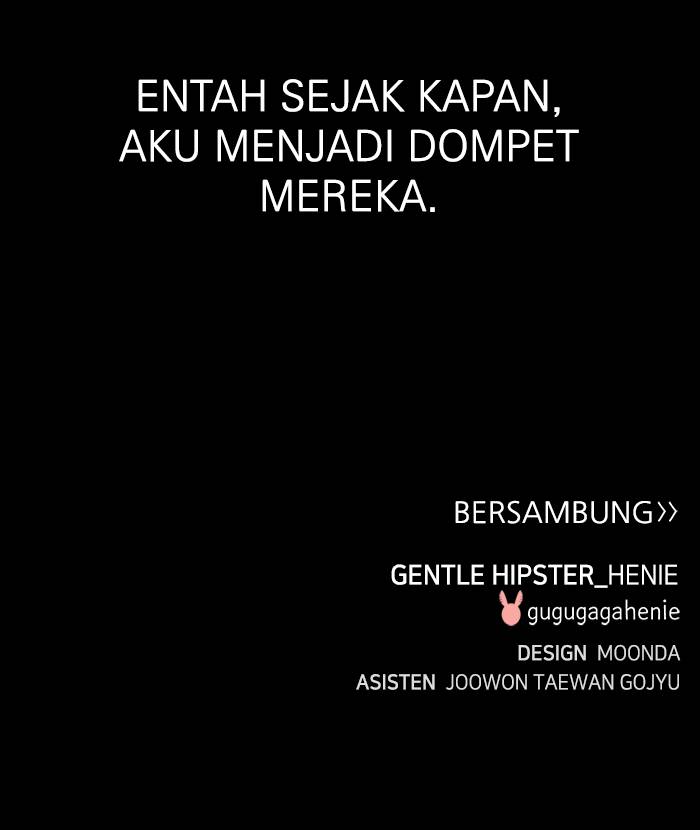 ENTAH SEJAK KAPAN,
AKU MENJADI DOMPET
MEREKA.
BERSAMBUNG>>
GENTLE HIPSTER_HENIE
gugugagahenie
DESIGN MOONDA
ASISTEN JOOWON TAEWAN GOJYU